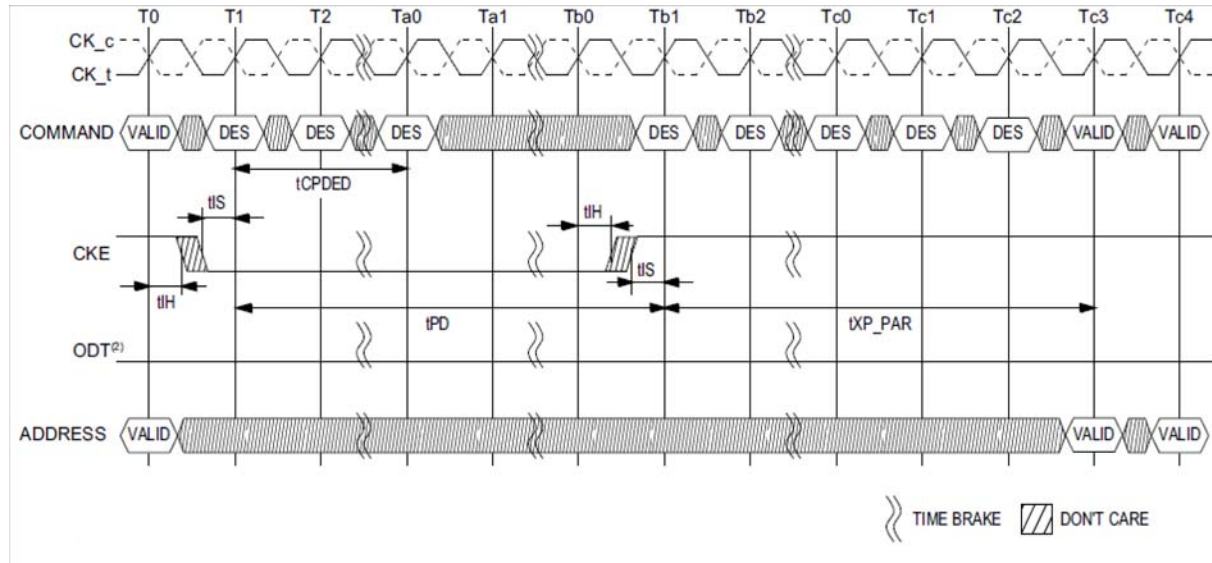 T0 T1 T2 Ta0 Ta1 Tb0 Tb1 Tb2 Tc0 Tc1 Tc2 Tc3 Tc4
CK_c
CK_t
COMMAND VALID DES DES DES DES DES DES DES DES VALID VALID
tCPDED
tIS tIH
CKE
tIS
tIH
tPD tXP_PAR
ODT(2)
ADDRESS VALID VALID VALID
TIME BRAKE DON'T CARE